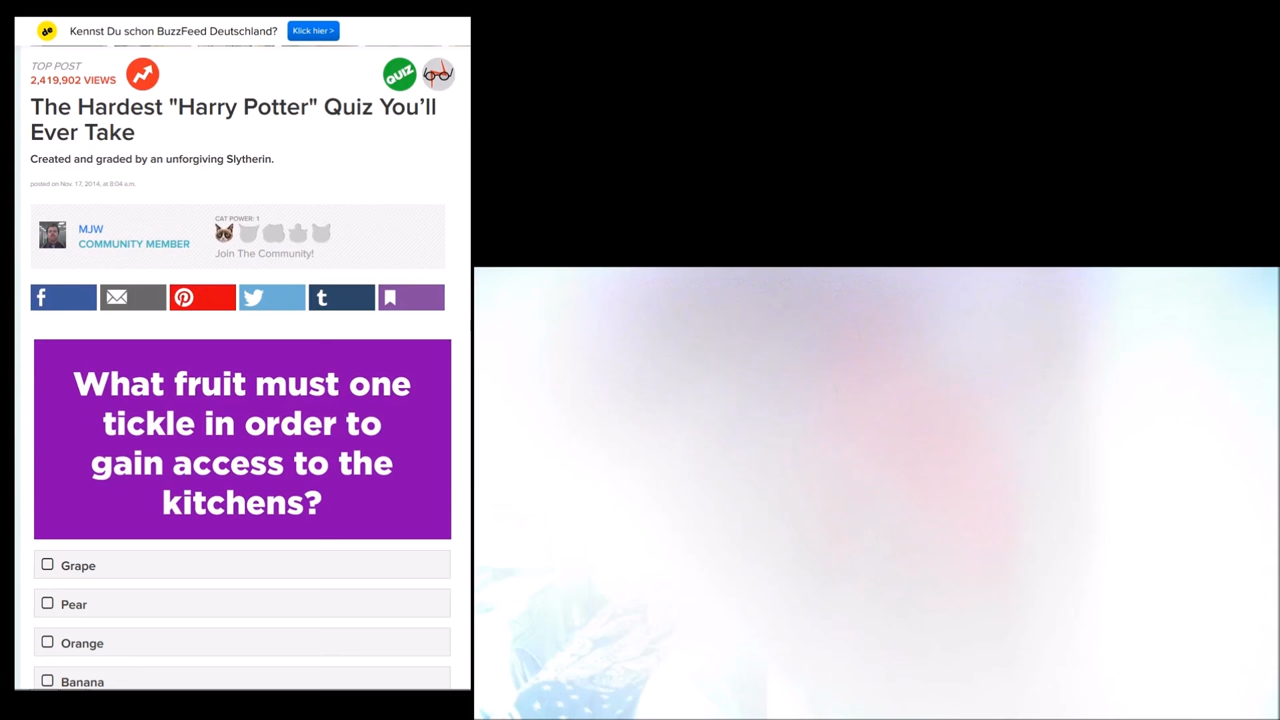 de
Kennst Du schon BuzzFeed Deutschland?
Klick hier >
TOP POST
2,419,902 VIEWS
QUIZ
The Hardest "Harry Potter" Quiz You’ll
Ever Take
Created and graded by an unforgiving Slytherin.
posted on Nov. 17, 2014, at 8:04 a.m.
MJW
COMMUNITY MEMBER
CAT POWER: 1
Join The Community!
What fruit must one
tickle in order to
gain access to the
kitchens?
Grape
Pear
Orange
Banana